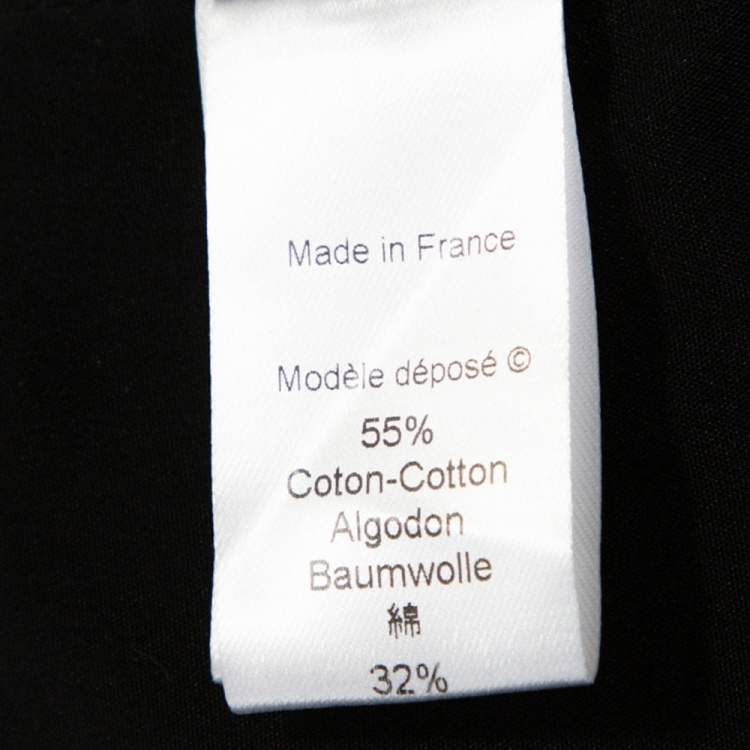 Made in France
Modèle déposé ©
55%
Coton-Cotton
Algodon
Baumwolle
綿
32%